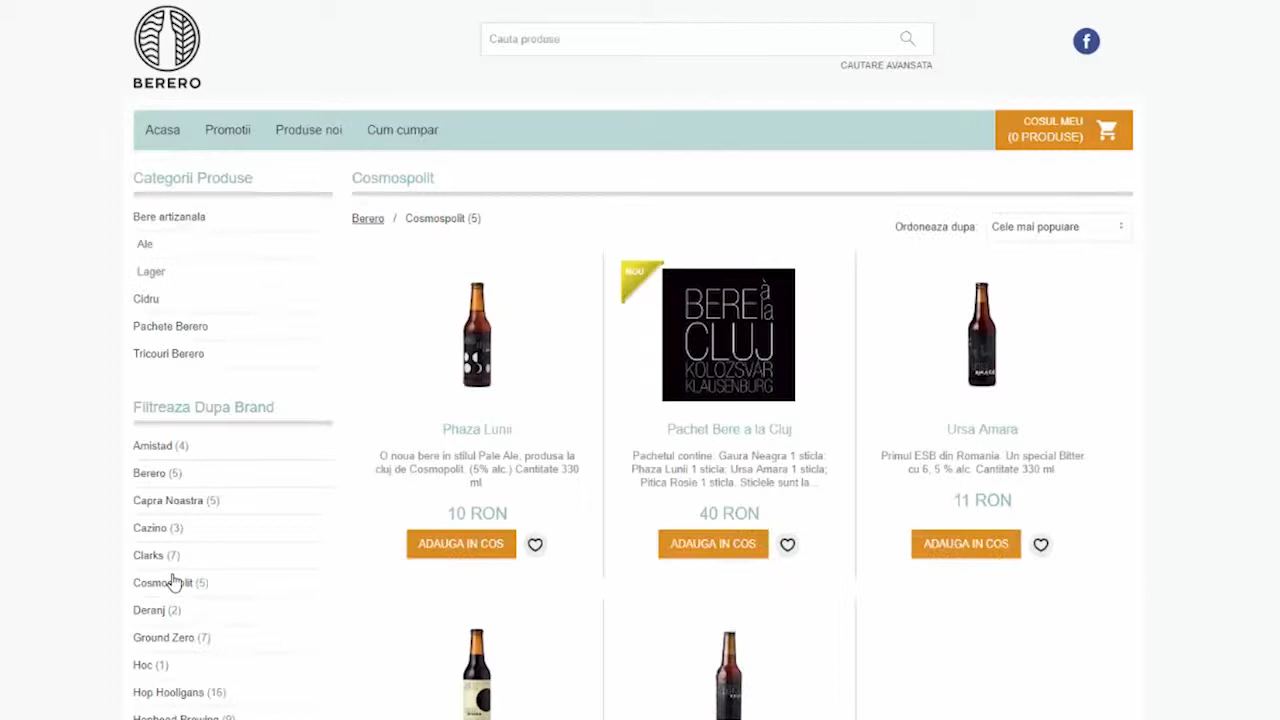 BERERO
Cauta produse
CAUTARE AVANSATA
Acasa
Promotii
Produse noi
Cum cumpar
COSUL MEU
(0 PRODUSE)
Categorii Produse
Bere artizanala
Ale
Lager
Cidru
Pachete Berero
Tricouri Berero
Filtreaza Dupa Brand
Amistad (4)
Berero (5)
Capra Noastra (5)
Cazino (3)
Clarks (7)
Cosmospolit (5)
Deranj (2)
Ground Zero (7)
Hoc (1)
Hop Hooligans (16)
Hophead Brewing (9)
Cosmospolit
Berero / Cosmospolit (5)
Ordoneaza dupa:
Cele mai populare
Phaza Lunii
O noua bere in stilul Pale Ale, produsa la
cluj de Cosmopolit. (5% alc.) Cantitate 330
ml
10 RON
ADAUGA IN COS
NOU
BERE à la
CLUJ
KOLOZSVÁR
KLAUSENBURG
Pachet Bere a la Cluj
Pachetul contine: Gaura Neagra 1 sticla;
Phaza Lunii 1 sticla; Ursa Amara 1 sticla;
Pitica Rosie 1 sticla. Sticlele sunt la...
40 RON
ADAUGA IN COS
Ursa Amara
Primul ESB din Romania. Un special Bitter
cu 6, 5 % alc. Cantitate 330 ml
11 RON
ADAUGA IN COS